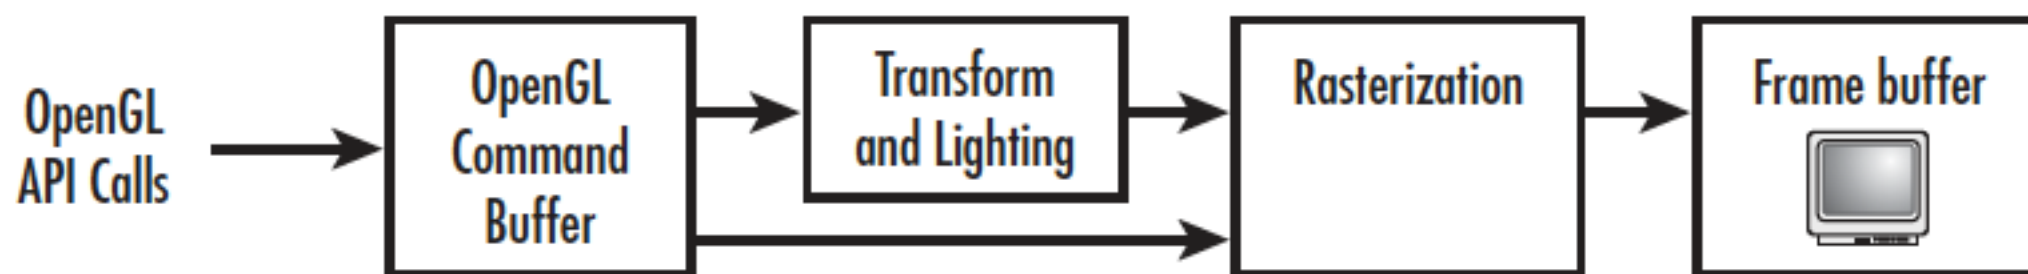 OpenGL
API Calls
OpenGL
Command
Buffer
Transform
and Lighting
Rasterization
Frame buffer